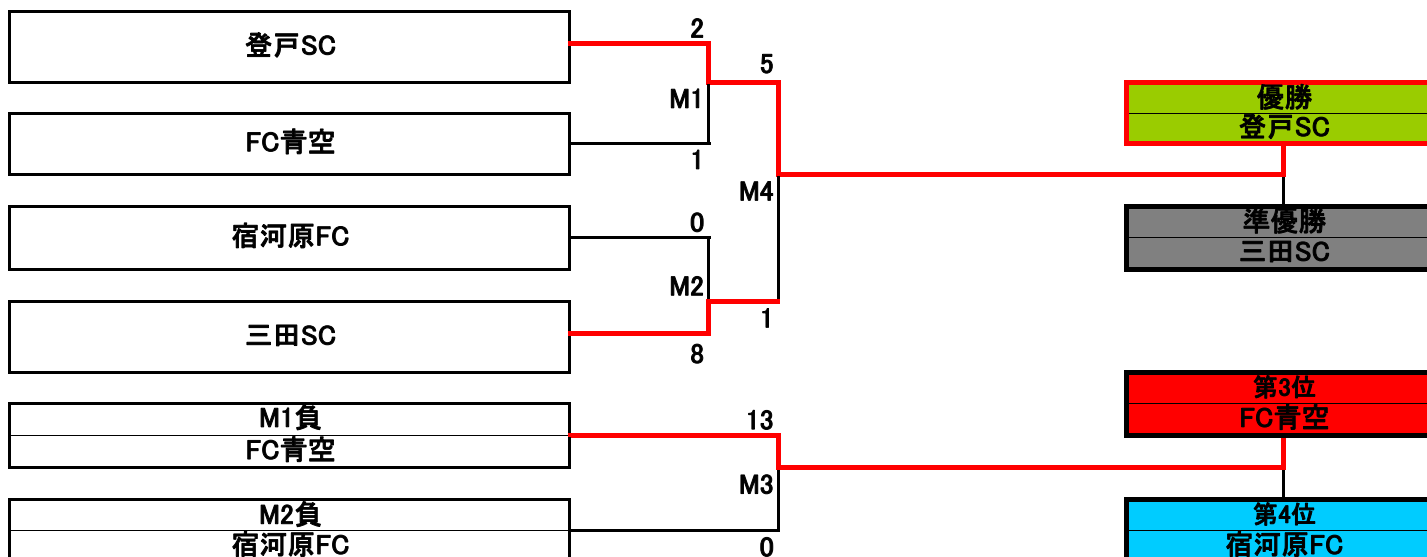 登戸SC
2
5
M1
優勝
登戸SC
FC青空
1
M4
宿河原FC
0
準優勝
三田SC
M2
三田SC
1
8
第3位
FC青空
M1負
FC青空
13
M3
M2負
宿河原FC
0
第4位
宿河原FC